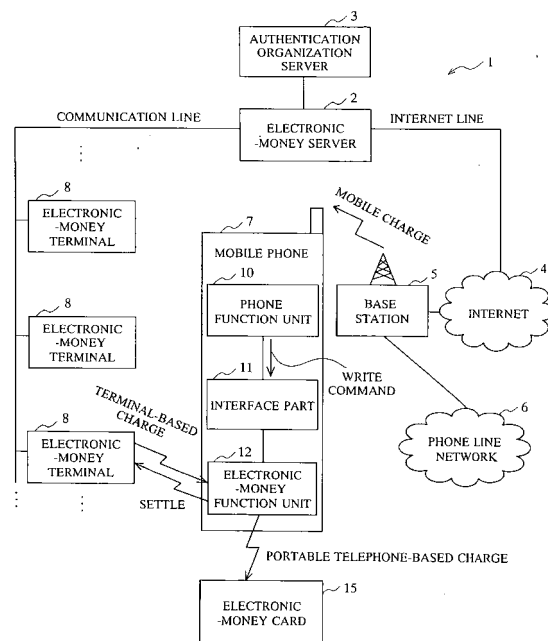 3
AUTHENTICATION
ORGANIZATION
SERVER
1
2
COMMUNICATION LINE
ELECTRONIC
-MONEY SERVER
INTERNET LINE
8
ELECTRONIC
-MONEY
TERMINAL
7
MOBILE PHONE
MOBILE CHARGE
10
PHONE
FUNCTION UNIT
5
BASE
STATION
4
INTERNET
8
ELECTRONIC
-MONEY
TERMINAL
11
INTERFACE PART
WRITE
COMMAND
6
PHONE LINE
NETWORK
8
ELECTRONIC
-MONEY
TERMINAL
TERMINAL-BASED
CHARGE
SETTLE
12
ELECTRONIC
-MONEY
FUNCTION UNIT
PORTABLE TELEPHONE-BASED CHARGE
15
ELECTRONIC
-MONEY CARD